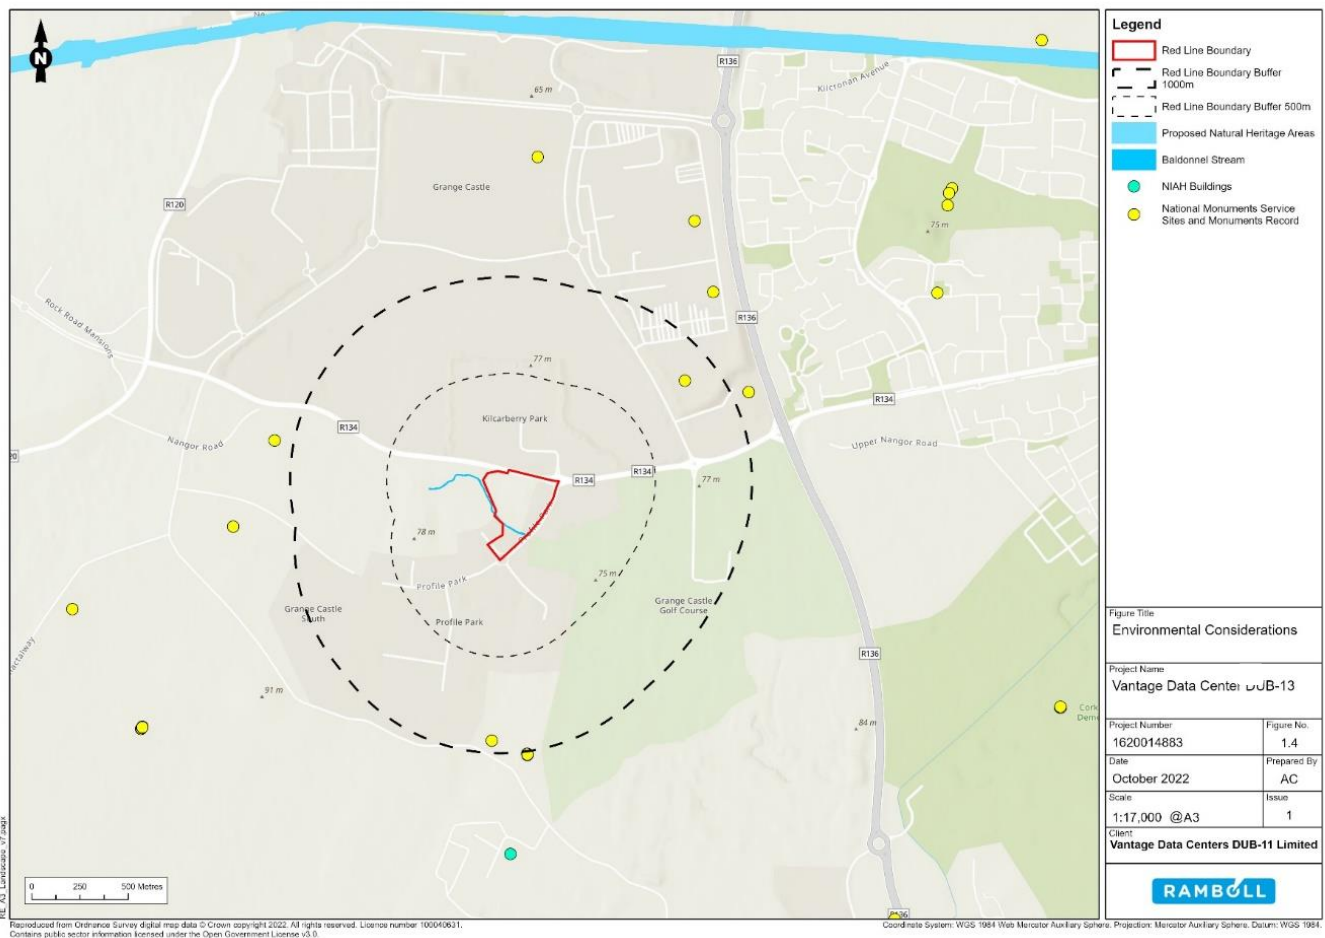 N
R136
Kilcronan Avenue
65 m
Grange Castle
R120
75 m
Rock Road Mansions
R136
77 m
R134
Kilcarberry Park
R134
Nangor Road
Upper Nangor Road
R134
R134
77 m
78 m
75 m
Profile Park
Grange Castle
South
Grange Castle
Golf Course
Profile Park
R136
91 m
84 m
Cork
Deme
0 250 500 Metres
Legend
Red Line Boundary
Red Line Boundary Buffer
1000m
Red Line Boundary Buffer 500m
Proposed Natural Heritage Areas
Baldonnel Stream
NIAH Buildings
National Monuments Service
Sites and Monuments Record
Figure Title
Environmental Considerations
Project Name
Vantage Data Center DUB-13
Project Number
1620014883
Figure No.
1.4
Date
October 2022
Prepared By
AC
Scale
1:17,000 @A3
Issue
1
Client
Vantage Data Centers DUB-11 Limited
RAMBOLL
Reproduced from Ordnance Survey digital map data © Crown copyright 2022. All rights reserved. Licence number 100040631.
Contains public sector information licensed under the Open Government License v3.0.
Coordinate System: WGS 1984 Web Mercator Auxiliary Sphere. Projection: Mercator Auxiliary Sphere. Datum: WGS 1984.